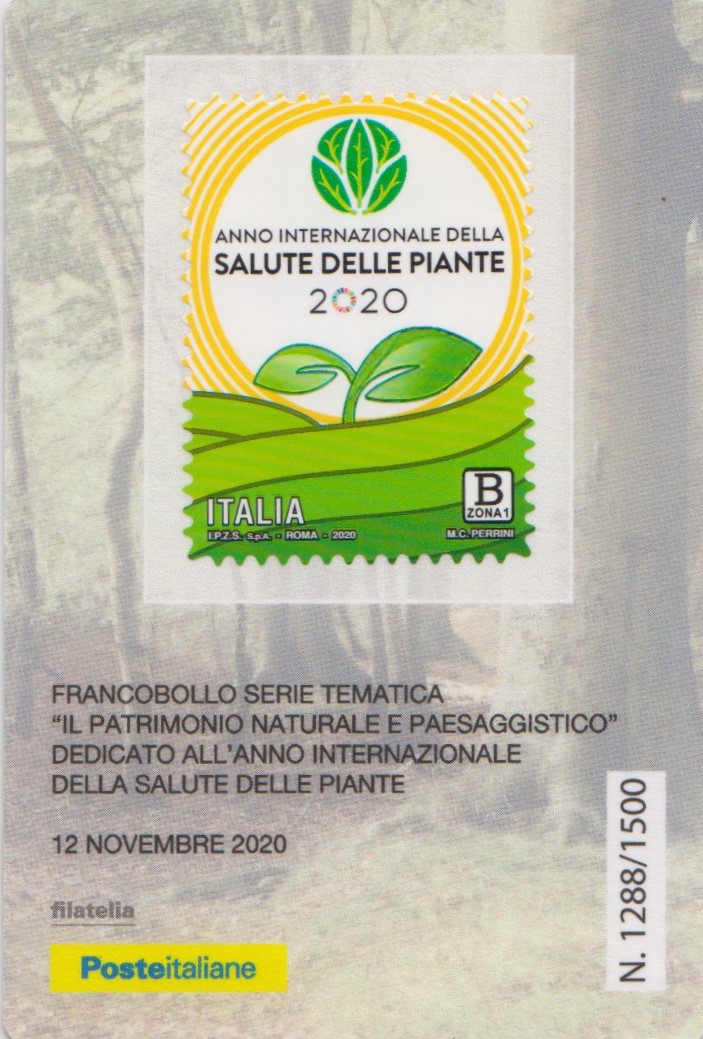 ANNO INTERNAZIONALE DELLA
SALUTE DELLE PIANTE
2020
ITALIA
I.P.Z.S. S.p.A. - ROMA - 2020
B
ZONA 1
M.C. PERRINI
FRANCOBOLLO SERIE TEMATICA
“IL PATRIMONIO NATURALE E PAESAGGISTICO”
DEDICATO ALL’ANNO INTERNAZIONALE
DELLA SALUTE DELLE PIANTE
12 NOVEMBRE 2020
filatelia
Posteitaliane
N. 1288/1500